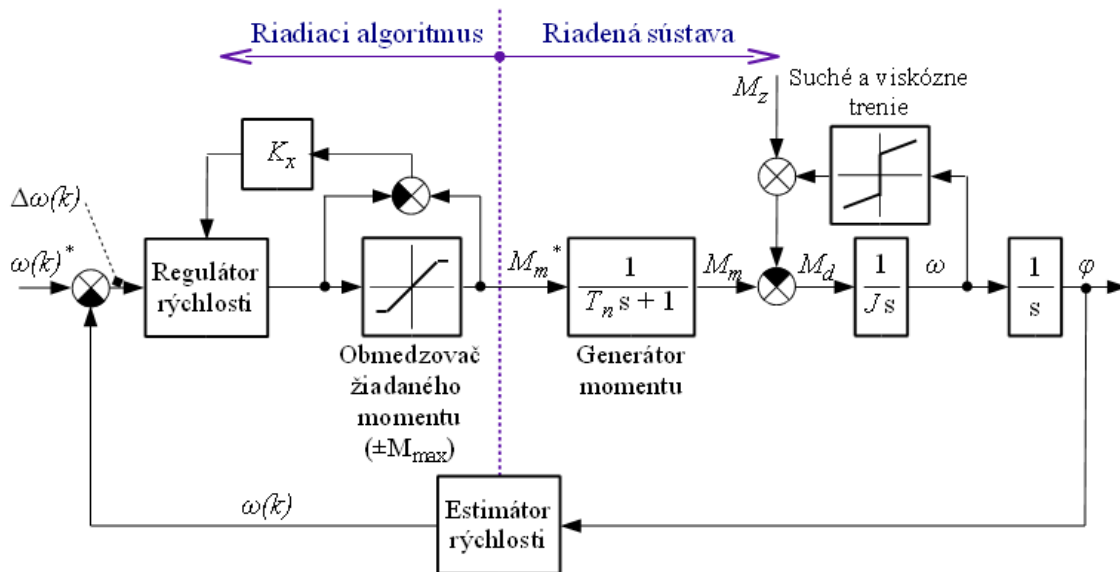 Riadiaci algoritmus
Riadená sústava
Suché a viskózne
trenie
M_z
K_x
Δω(k)
ω(k)*
Regulátor
rýchlosti
M_m*
1
T_n s + 1
M_m
M_d
1
J s
ω
1
s
φ
Obmedzovač
žiadaného
momentu
(±M_max)
Generátor
momentu
ω(k)
Estimátor
rýchlosti